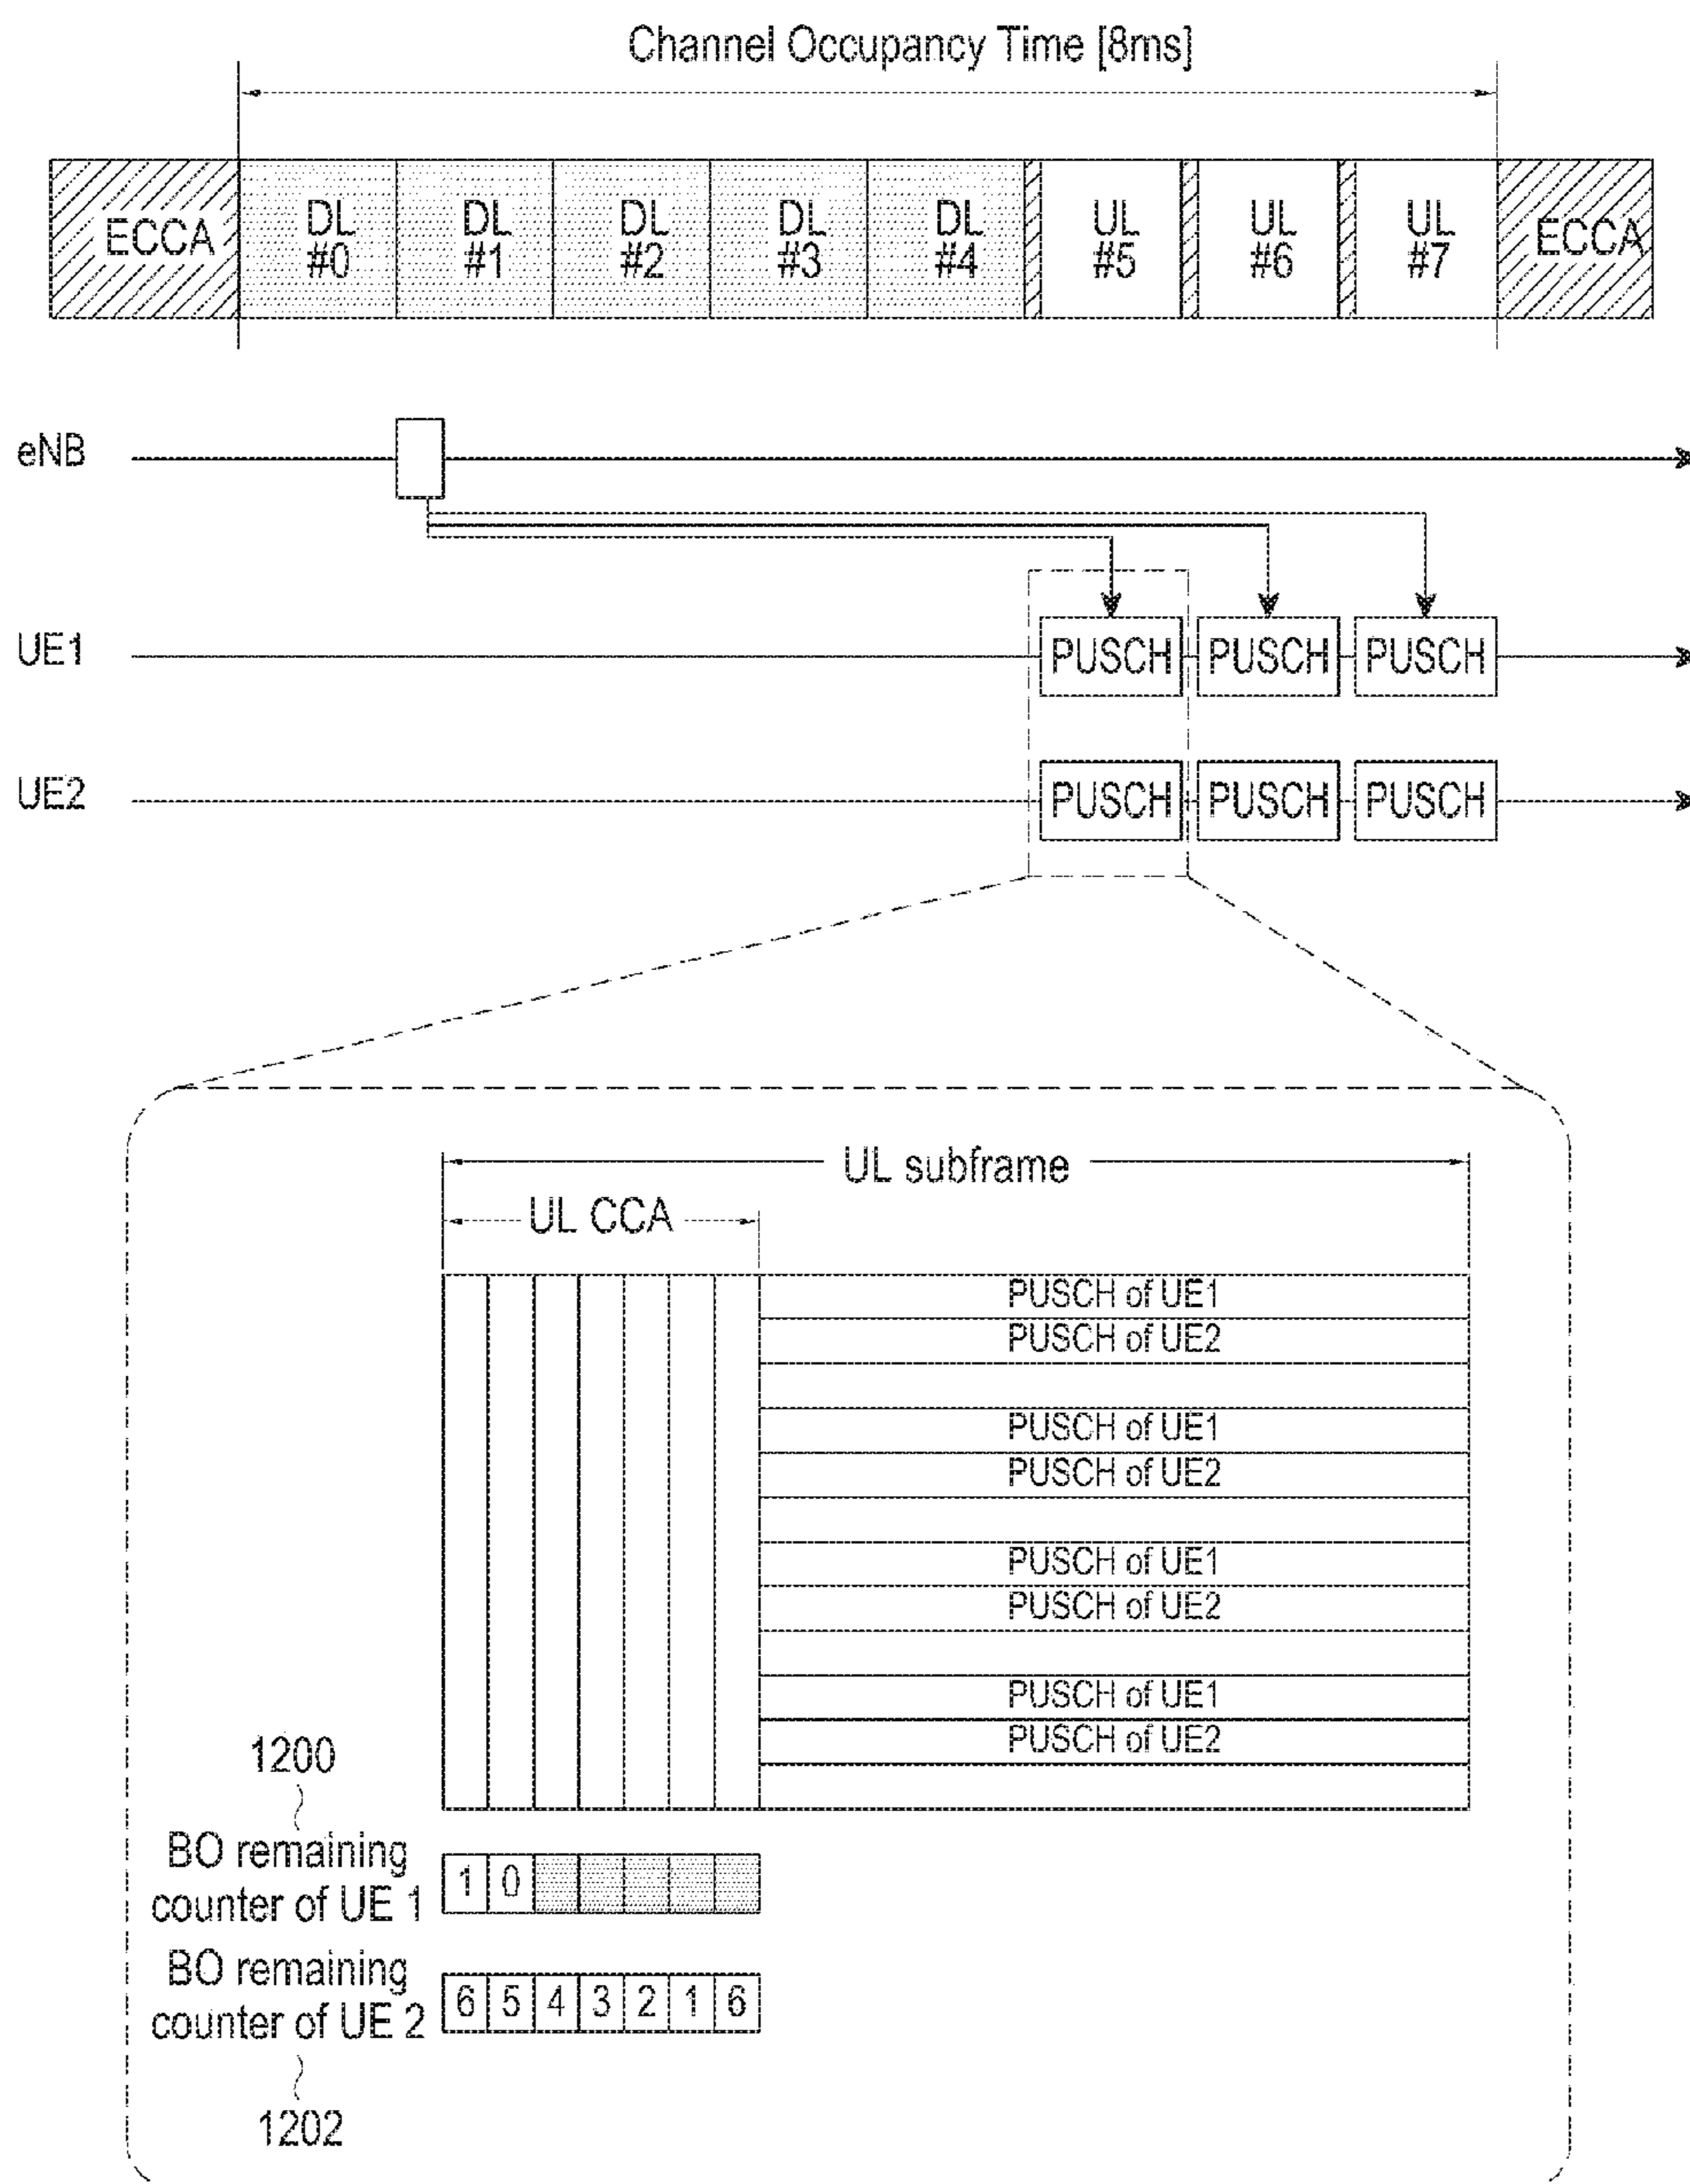 Channel Occupancy Time [8ms]
ECCA DL DL DL DL DL UL UL UL ECCA
#0 #1 #2 #3 #4 #5 #6 #7
eNB
UE1 PUSCH PUSCH PUSCH
UE2 PUSCH PUSCH PUSCH
UL subframe
UL CCA
PUSCH of UE1
PUSCH of UE2
PUSCH of UE1
PUSCH of UE2
PUSCH of UE1
PUSCH of UE2
PUSCH of UE1
PUSCH of UE2
1200
BO remaining
counter of UE 1
1 0
BO remaining
counter of UE 2
6 5 4 3 2 1 6
1202